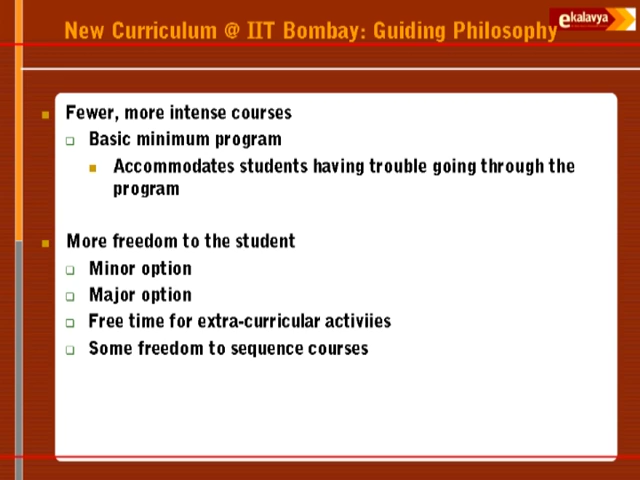 New Curriculum @ IIT Bombay: Guiding Philosophy
ekalavya
Fewer, more intense courses
Basic minimum program
Accommodates students having trouble going through the
program
More freedom to the student
Minor option
Major option
Free time for extra-curricular activiies
Some freedom to sequence courses